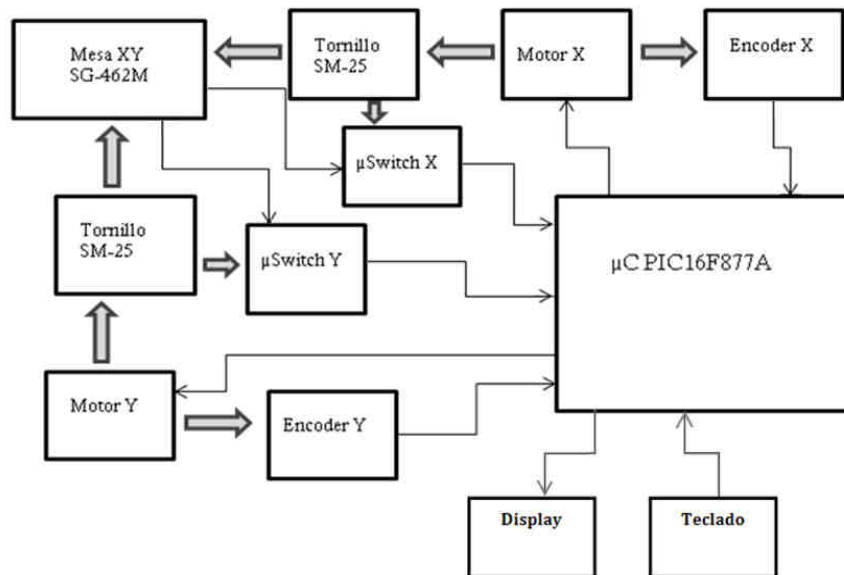 Mesa XY
SG-462M
Tornillo
SM-25
Motor X
Encoder X
µSwitch X
Tornillo
SM-25
µSwitch Y
µC PIC16F877A
Motor Y
Encoder Y
Display
Teclado